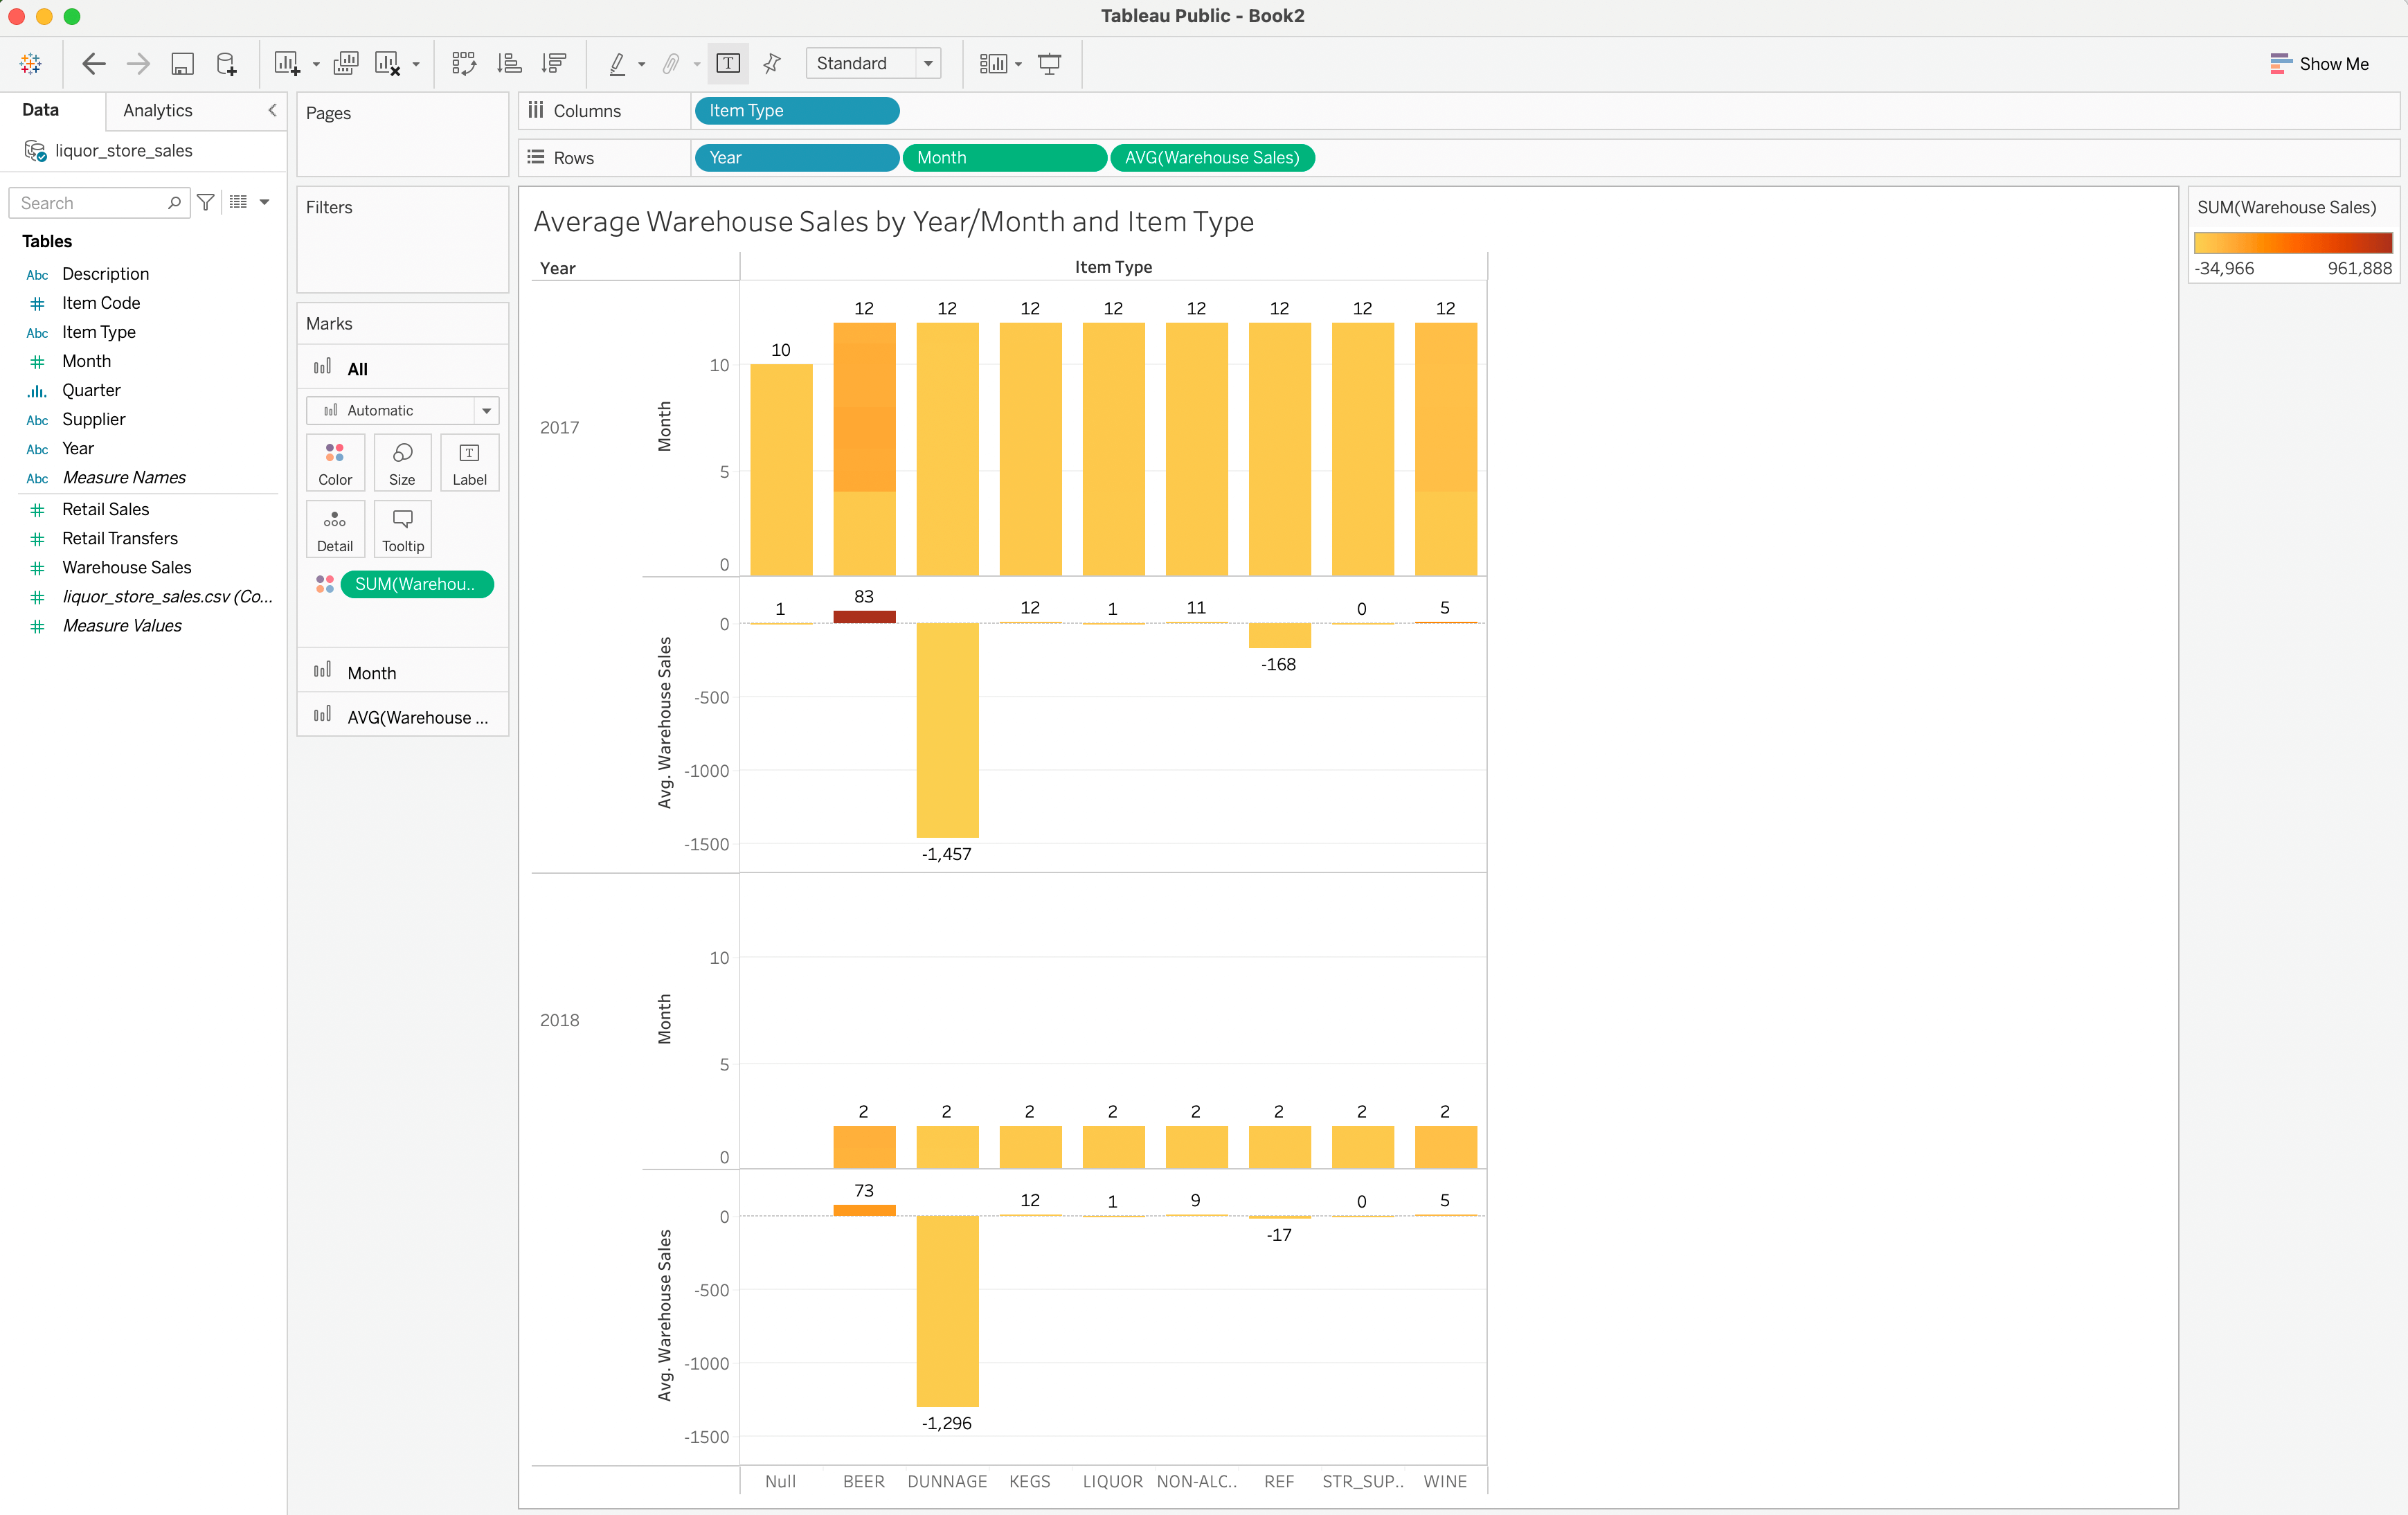 Tableau Public - Book2
Standard
Show Me
Data
Analytics
liquor_store_sales
Search
Tables
Abc Description
Item Code
Abc Item Type
Month
Quarter
Abc Supplier
Abc Year
Abc Measure Names
Retail Sales
Retail Transfers
Warehouse Sales
liquor_store_sales.csv (Co...
Measure Values
Pages
Filters
Marks
All
Automatic
Color
Size
T
Label
Detail
Tooltip
SUM(Warehou..
Month
AVG(Warehouse ...
Columns
Item Type
Rows
Year
Month
AVG(Warehouse Sales)
Average Warehouse Sales by Year/Month and Item Type
Year
Item Type
2017
Month
10
5
0
10
12
12
12
12
12
12
12
12
Avg. Warehouse Sales
0
-500
-1000
-1500
1
83
-1,457
12
1
11
-168
0
5
2018
Month
10
5
0
2
2
2
2
2
2
2
2
Avg. Warehouse Sales
0
-500
-1000
-1500
73
-1,296
12
1
9
-17
0
5
Null
BEER
DUNNAGE
KEGS
LIQUOR
NON-ALC..
REF
STR_SUP..
WINE
SUM(Warehouse Sales)
-34,966
961,888